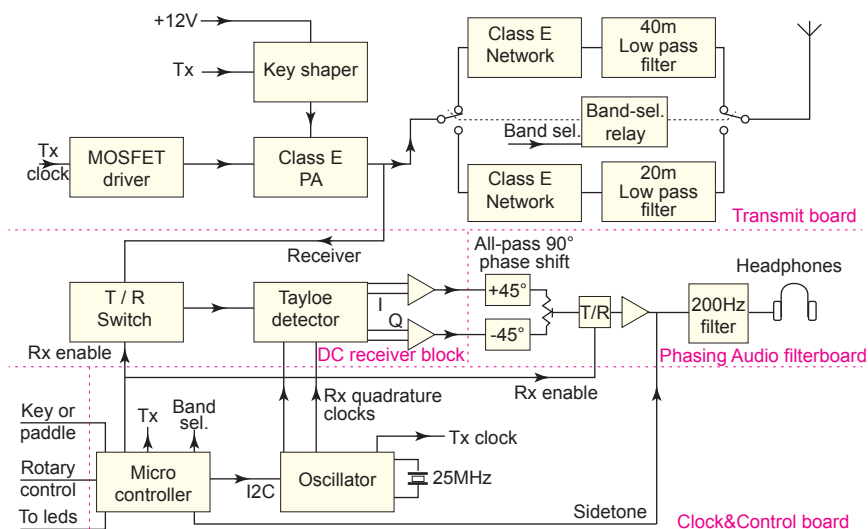 +12V
Tx
Key shaper
Class E
Network
40m
Low pass
filter
Band-sel.
relay
Band sel.
Tx
clock
MOSFET
driver
Class E
PA
Class E
Network
20m
Low pass
filter
Transmit board
Receiver
T / R
Switch
Tayloe
detector
I
Q
All-pass 90°
phase shift
+45°
-45°
T/R
200Hz
filter
Headphones
Rx enable
DC receiver block
Phasing Audio filterboard
Rx quadrature
clocks
Rx enable
Key or
paddle
Tx
Band
sel.
Tx clock
Rotary
control
Micro
controller
I2C
Oscillator
25MHz
To leds
Sidetone
Clock&Control board